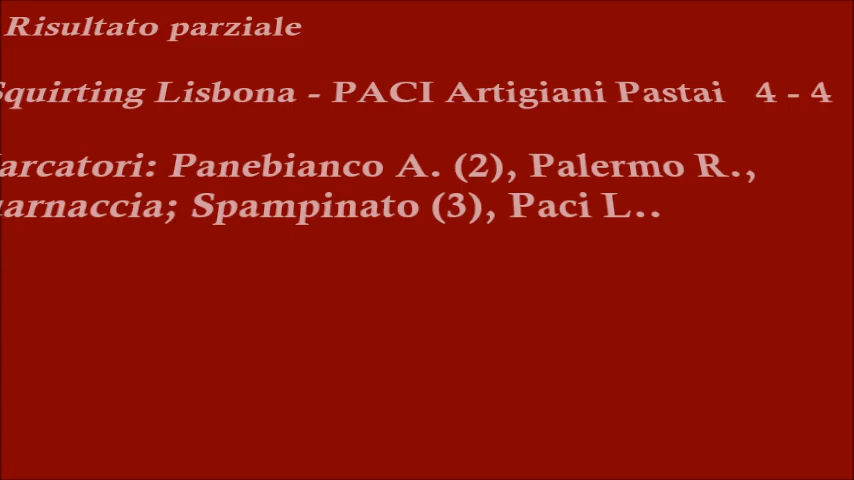 Risultato parziale
Squirting Lisbona - PACI Artigiani Pastai 4 - 4
arcatori: Panebianco A. (2), Palermo R.,
arnaccia; Spampinato (3), Paci L..